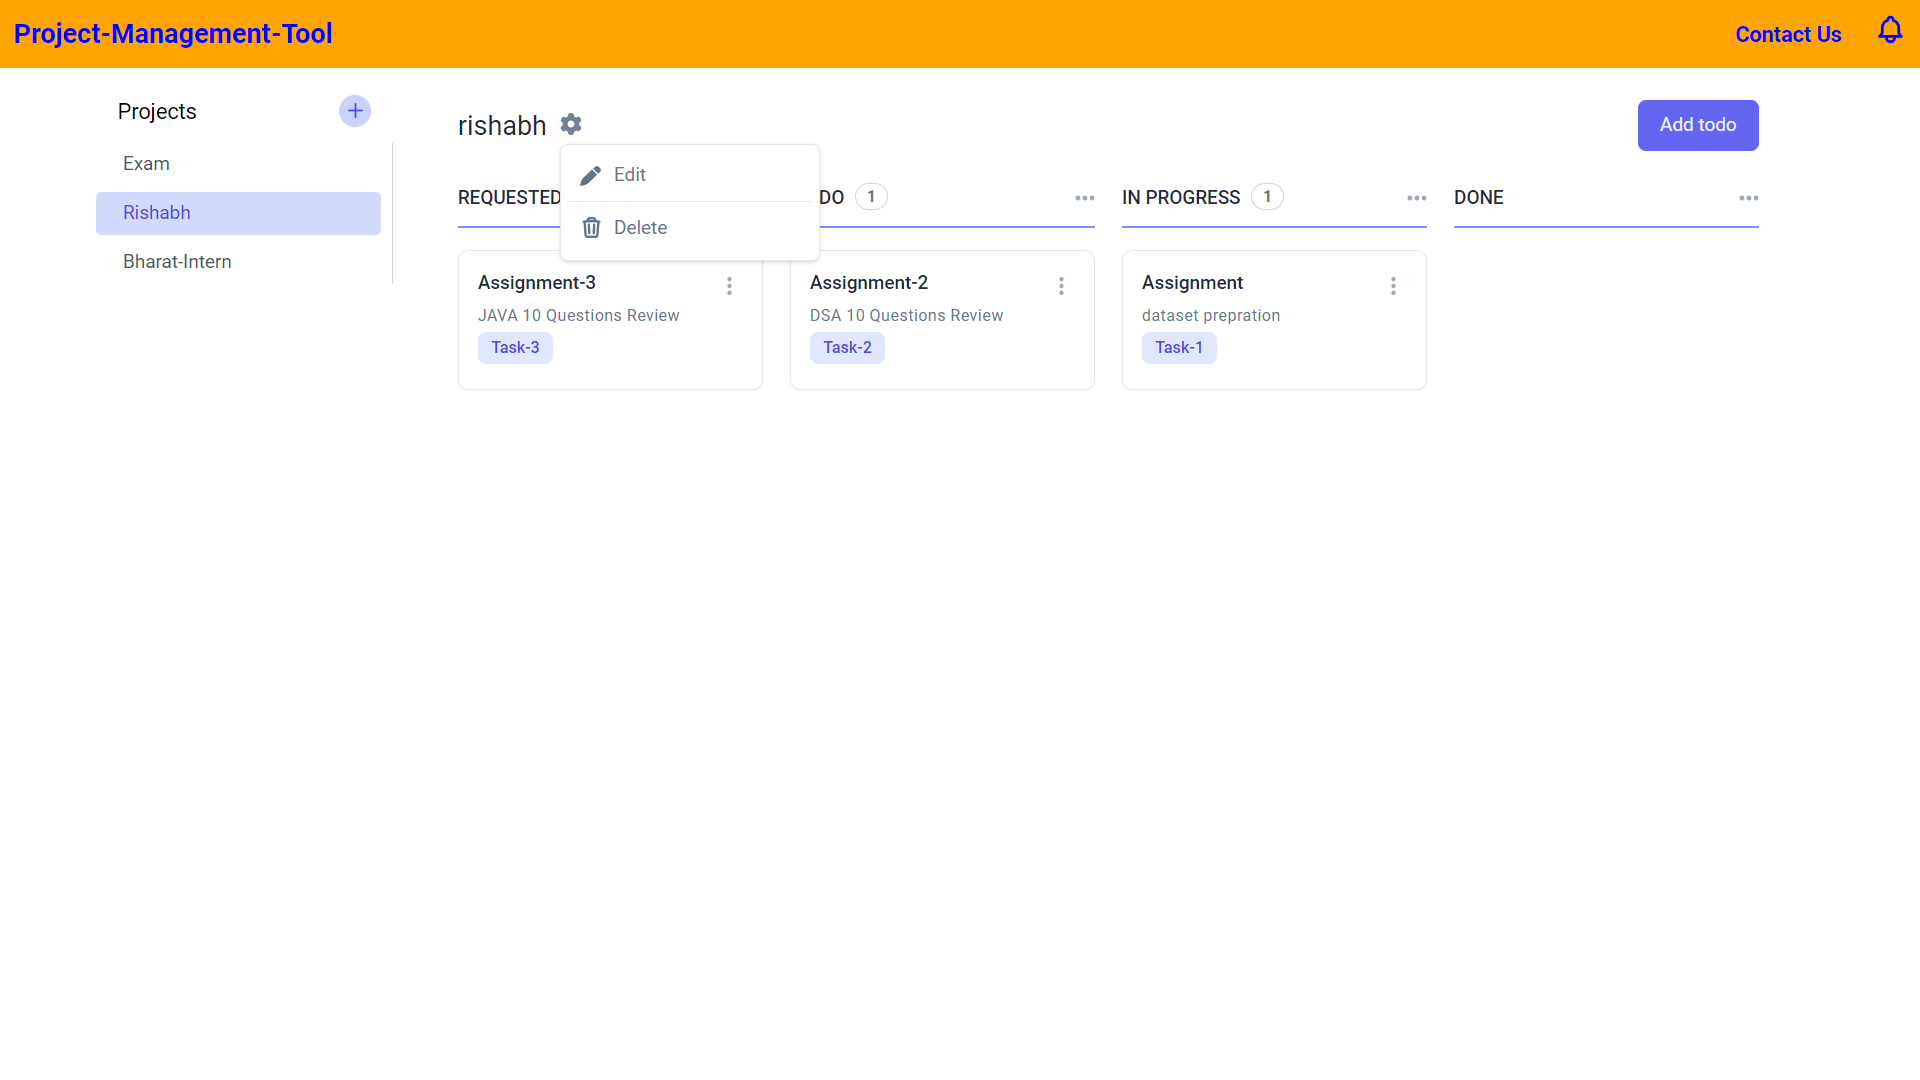 Project-Management-Tool
Contact Us
Projects
Exam
Rishabh
Bharat-Intern
rishabh
Add todo
Edit
Delete
REQUESTED
DO 1
IN PROGRESS 1
DONE
Assignment-3
JAVA 10 Questions Review
Task-3
Assignment-2
DSA 10 Questions Review
Task-2
Assignment
dataset prepration
Task-1